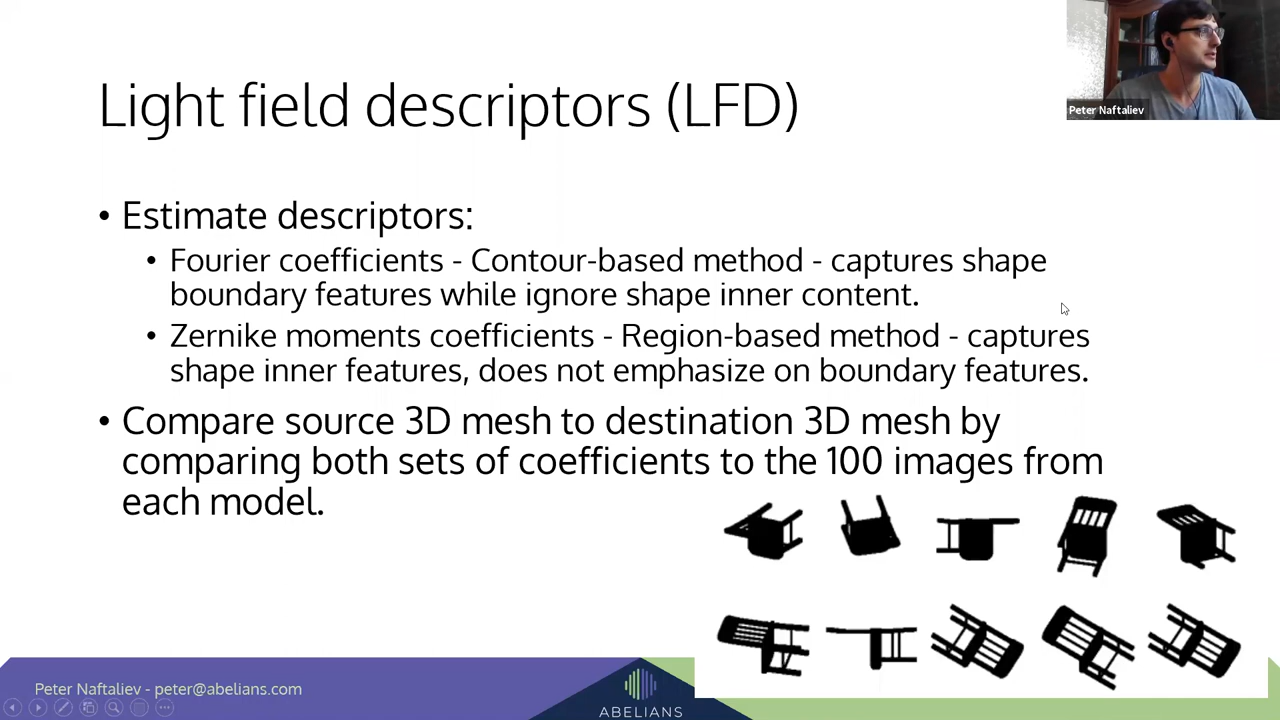 Light field descriptors (LFD)
Peter Naftaliev
• Estimate descriptors:
• Fourier coefficients - Contour-based method - captures shape
boundary features while ignore shape inner content.
• Zernike moments coefficients - Region-based method - captures
shape inner features, does not emphasize on boundary features.
• Compare source 3D mesh to destination 3D mesh by
comparing both sets of coefficients to the 100 images from
each model.
Peter Naftaliev - peter@abelians.com
ABELIANS